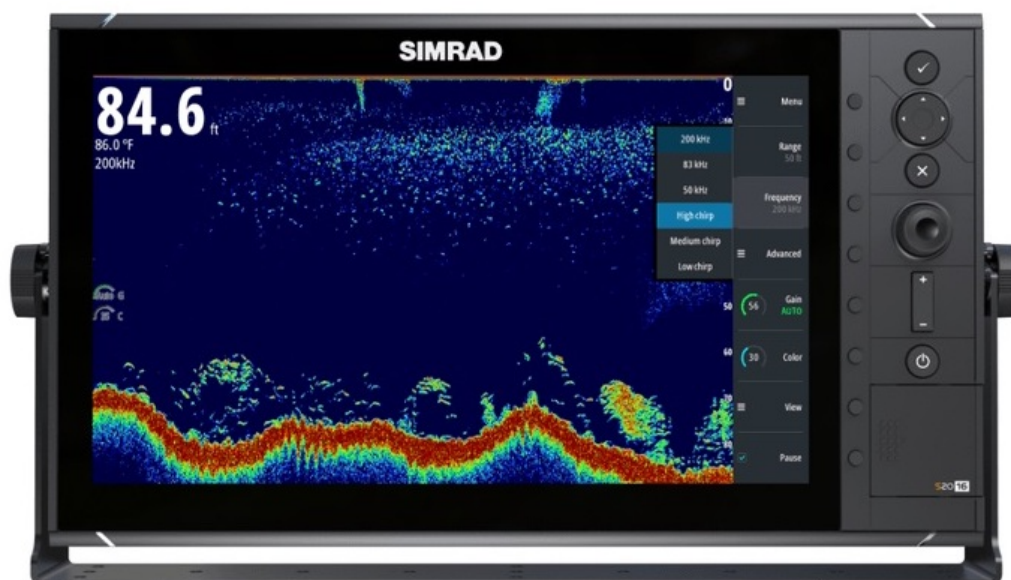 SIMRAD
84.6 ft
86.0 °F
200kHz
0
Menu
200 kHz
83 kHz
50 kHz
High chirp
Medium chirp
Low chirp
Range
50 ft
Frequency
200 kHz
Advanced
50
60
G
C
56
Gain
AUTO
30
Color
View
Pause
S2016